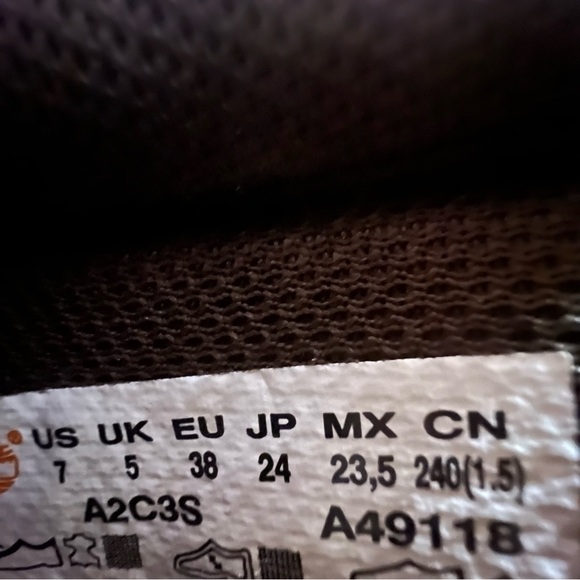 US UK EU JP MX CN
7 5 38 24 23,5 240(1.5)
A2C3S A49118